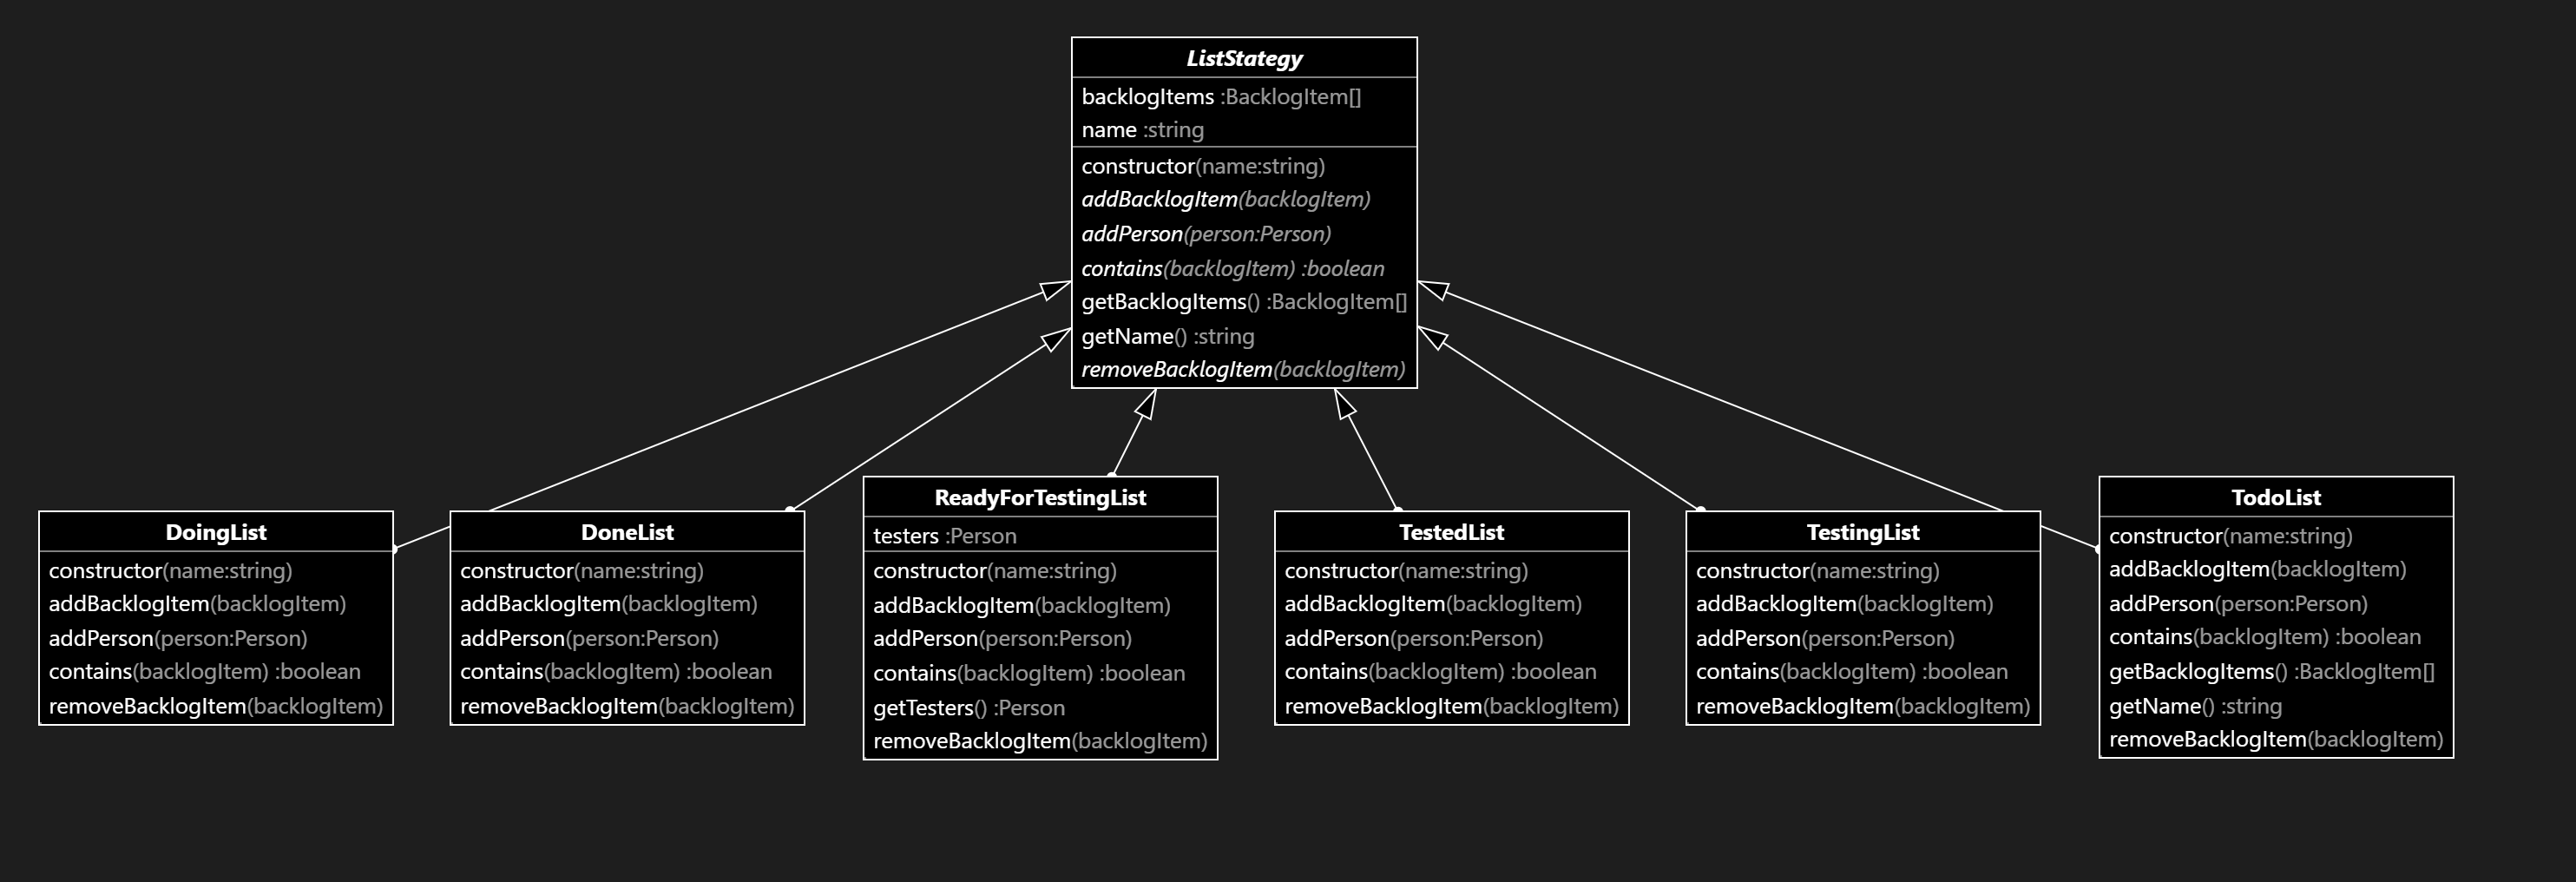 ListStategy
backlogItems :BacklogItem[]
name :string
constructor(name:string)
addBacklogItem(backlogItem)
addPerson(person:Person)
contains(backlogItem) :boolean
getBacklogItems() :BacklogItem[]
getName() :string
removeBacklogItem(backlogItem)
DoingList
constructor(name:string)
addBacklogItem(backlogItem)
addPerson(person:Person)
contains(backlogItem) :boolean
removeBacklogItem(backlogItem)
DoneList
constructor(name:string)
addBacklogItem(backlogItem)
addPerson(person:Person)
contains(backlogItem) :boolean
removeBacklogItem(backlogItem)
ReadyForTestingList
testers :Person
constructor(name:string)
addBacklogItem(backlogItem)
addPerson(person:Person)
contains(backlogItem) :boolean
getTesters() :Person
removeBacklogItem(backlogItem)
TestedList
constructor(name:string)
addBacklogItem(backlogItem)
addPerson(person:Person)
contains(backlogItem) :boolean
removeBacklogItem(backlogItem)
TestingList
constructor(name:string)
addBacklogItem(backlogItem)
addPerson(person:Person)
contains(backlogItem) :boolean
removeBacklogItem(backlogItem)
TodoList
constructor(name:string)
addBacklogItem(backlogItem)
addPerson(person:Person)
contains(backlogItem) :boolean
getBacklogItems() :BacklogItem[]
getName() :string
removeBacklogItem(backlogItem)